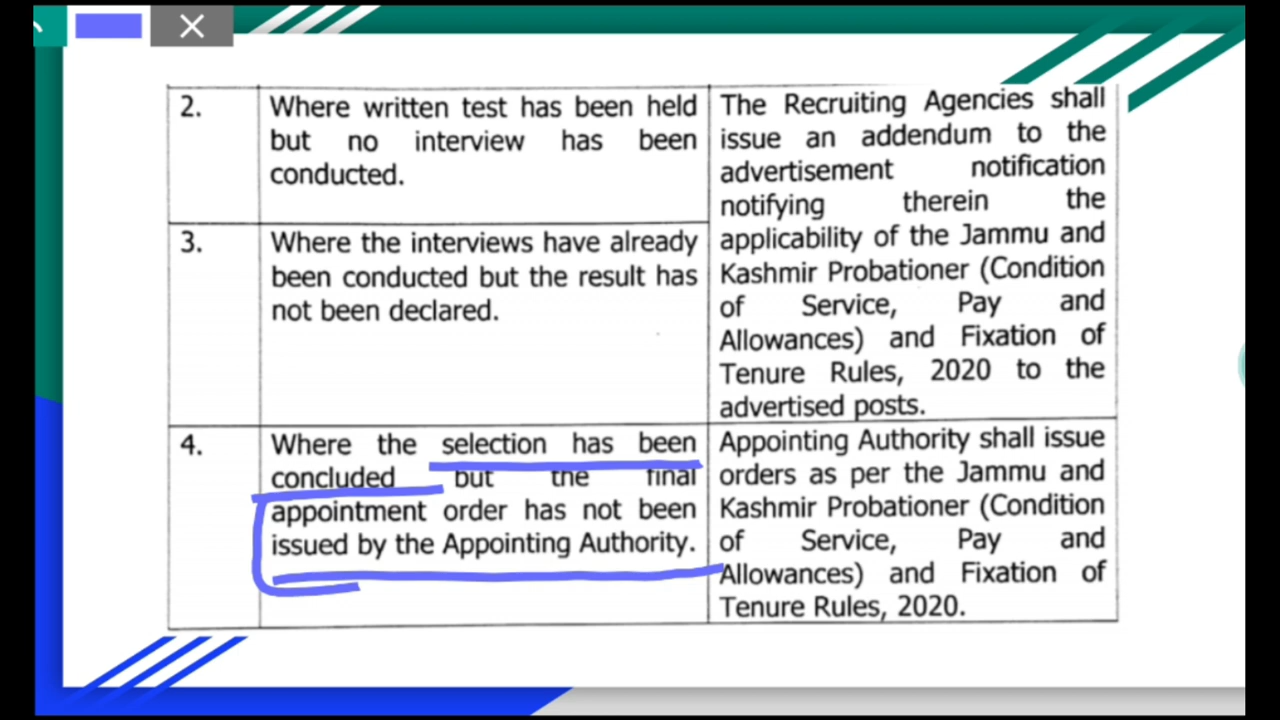 2.
Where written test has been held
but no interview has been
conducted.
The Recruiting Agencies shall
issue an addendum to the
advertisement notification
notifying therein the
applicability of the Jammu and
Kashmir Probationer (Condition
of Service, Pay and
Allowances) and Fixation of
Tenure Rules, 2020 to the
advertised posts.
3.
Where the interviews have already
been conducted but the result has
not been declared.
4.
Where the selection has been
concluded but the final
appointment order has not been
issued by the Appointing Authority.
Appointing Authority shall issue
orders as per the Jammu and
Kashmir Probationer (Condition
of Service, Pay and
Allowances) and Fixation of
Tenure Rules, 2020.